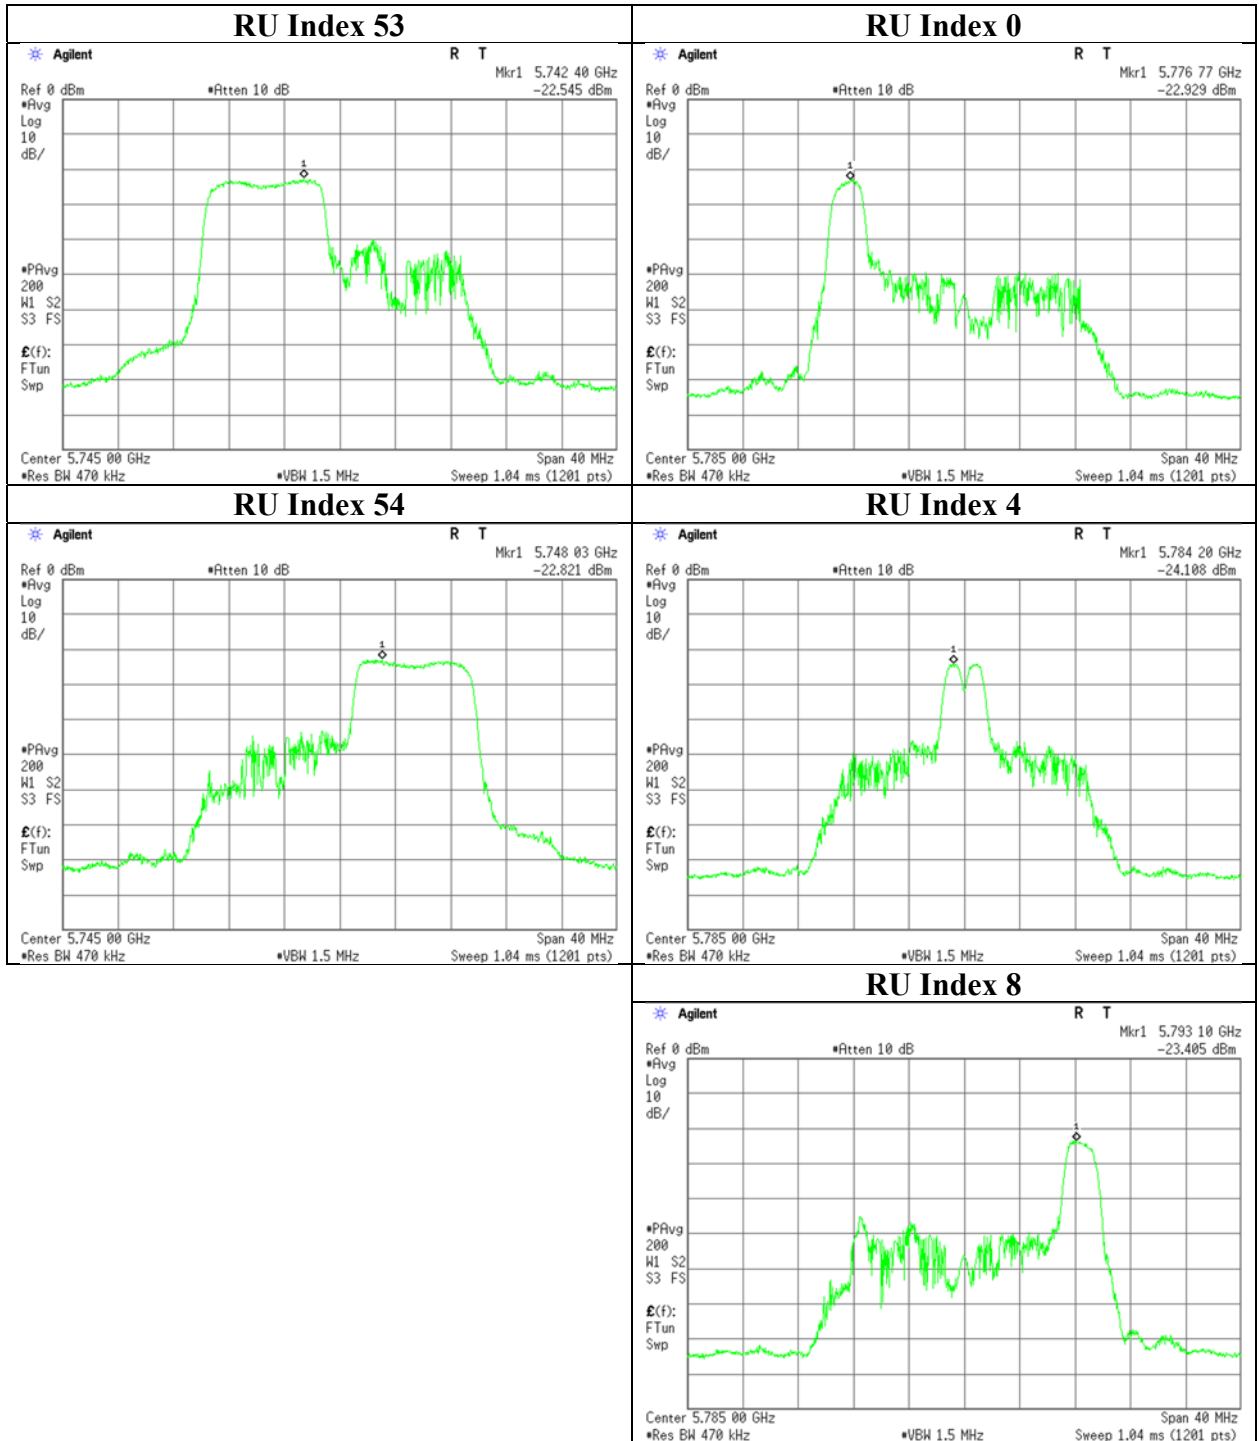 RU Index 53
Agilent R T
Mkr1 5.742 40 GHz
Ref 0 dBm *Atten 10 dB -22.545 dBm
*Avg
Log
10
dB/
1
*PAvg
200
W1 S2
S3 FS
£(f):
FTun
Swp
Center 5.745 00 GHz Span 40 MHz
*Res BW 470 kHz *VBW 1.5 MHz Sweep 1.04 ms (1201 pts)
RU Index 0
Agilent R T
Mkr1 5.776 77 GHz
Ref 0 dBm *Atten 10 dB -22.929 dBm
*Avg
Log
10
dB/
1
*PAvg
200
W1 S2
S3 FS
£(f):
FTun
Swp
Center 5.785 00 GHz Span 40 MHz
*Res BW 470 kHz *VBW 1.5 MHz Sweep 1.04 ms (1201 pts)
RU Index 54
Agilent R T
Mkr1 5.748 03 GHz
Ref 0 dBm *Atten 10 dB -22.821 dBm
*Avg
Log
10
dB/
1
*PAvg
200
W1 S2
S3 FS
£(f):
FTun
Swp
Center 5.745 00 GHz Span 40 MHz
*Res BW 470 kHz *VBW 1.5 MHz Sweep 1.04 ms (1201 pts)
RU Index 4
Agilent R T
Mkr1 5.784 20 GHz
Ref 0 dBm *Atten 10 dB -24.108 dBm
*Avg
Log
10
dB/
1
*PAvg
200
W1 S2
S3 FS
£(f):
FTun
Swp
Center 5.785 00 GHz Span 40 MHz
*Res BW 470 kHz *VBW 1.5 MHz Sweep 1.04 ms (1201 pts)
RU Index 8
Agilent R T
Mkr1 5.793 10 GHz
Ref 0 dBm *Atten 10 dB -23.405 dBm
*Avg
Log
10
dB/
1
*PAvg
200
W1 S2
S3 FS
£(f):
FTun
Swp
Center 5.785 00 GHz Span 40 MHz
*Res BW 470 kHz *VBW 1.5 MHz Sweep 1.04 ms (1201 pts)